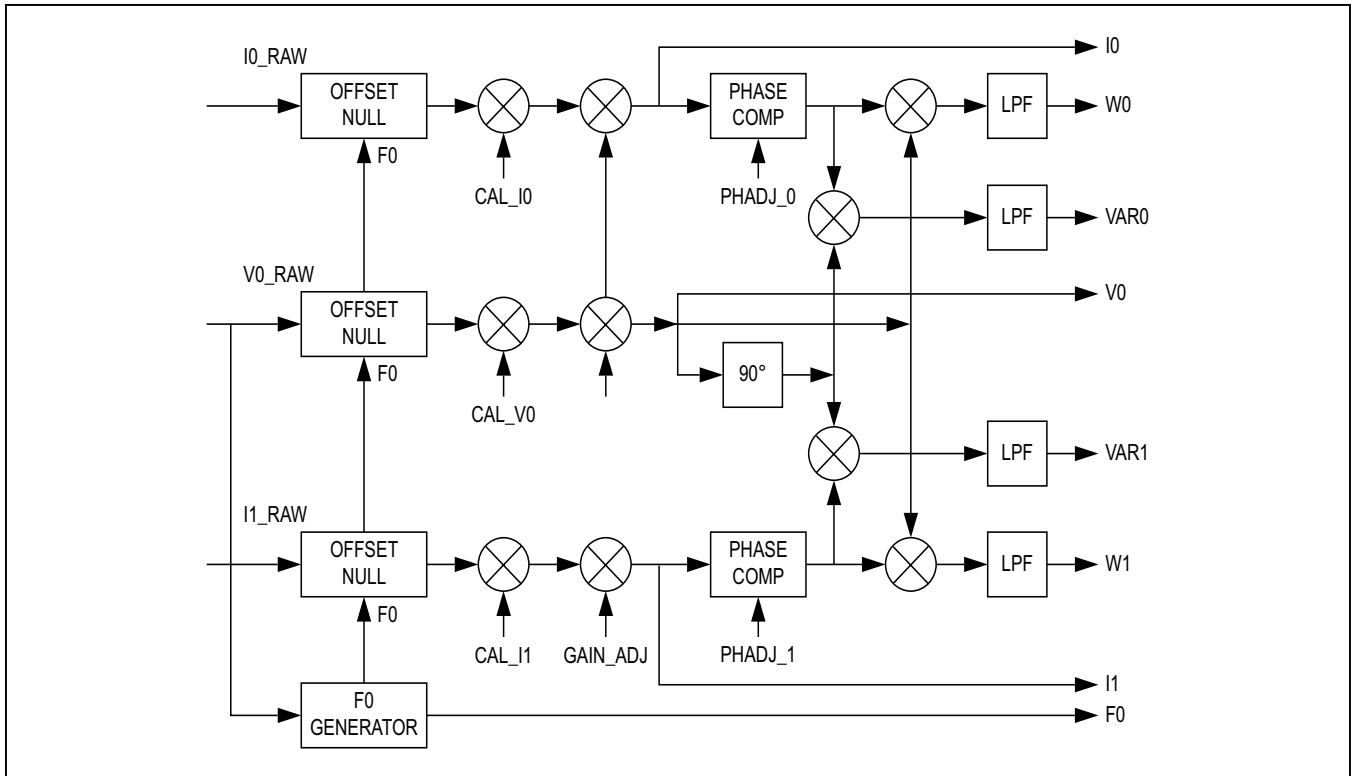 I0_RAW
OFFSET
NULL
F0
CAL_I0
PHASE
COMP
PHADJ_0
LPF
I0
W0
LPF
VAR0
V0_RAW
OFFSET
NULL
F0
CAL_V0
90°
V0
LPF
VAR1
I1_RAW
OFFSET
NULL
F0
CAL_I1
GAIN_ADJ
PHASE
COMP
PHADJ_1
LPF
W1
I1
F0
GENERATOR
F0